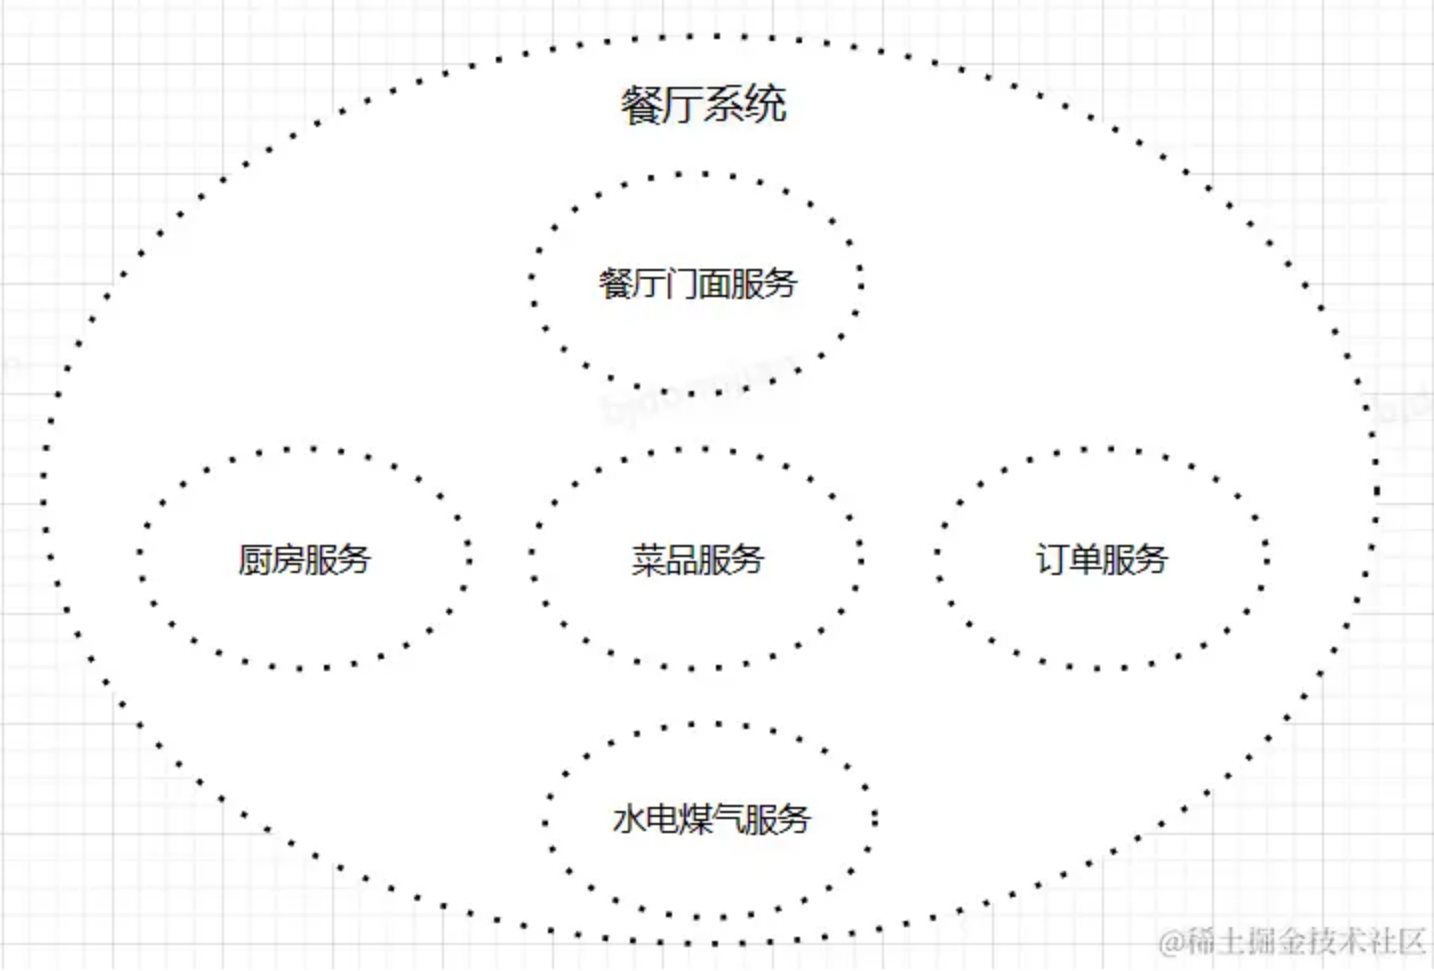 餐厅系统
餐厅门面服务
厨房服务
菜品服务
订单服务
水电煤气服务
@稀土掘金技术社区